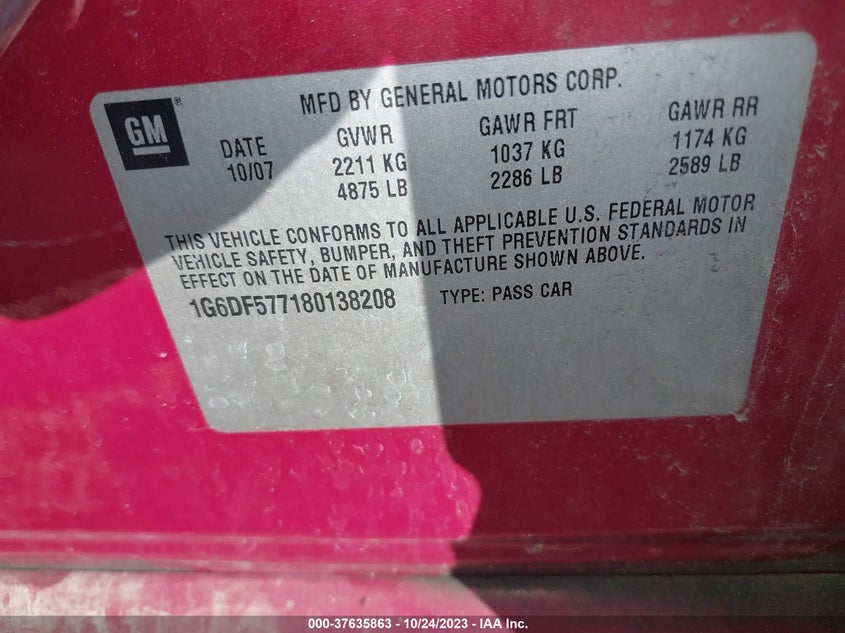 MFD BY GENERAL MOTORS CORP.
GM®
DATE GVWR GAWR FRT GAWR RR
10/07 2211 KG 1037 KG 1174 KG
4875 LB 2286 LB 2589 LB
THIS VEHICLE CONFORMS TO ALL APPLICABLE U.S. FEDERAL MOTOR
VEHICLE SAFETY, BUMPER, AND THEFT PREVENTION STANDARDS IN
EFFECT ON THE DATE OF MANUFACTURE SHOWN ABOVE.
1G6DF577180138208 TYPE: PASS CAR
000-37635863 - 10/24/2023 - IAA Inc.